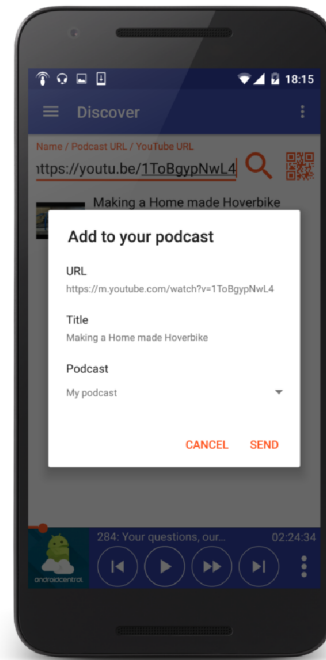 18:15
Discover
Name / Podcast URL / YouTube URL
https://youtu.be/1ToBgypNwL4
Making a Home made Hoverbike
Add to your podcast
URL
https://m.youtube.com/watch?v=1ToBgypNwL4
Title
Making a Home made Hoverbike
Podcast
My podcast
CANCEL SEND
284: Your questions, our... 02:24:34
androidcentral